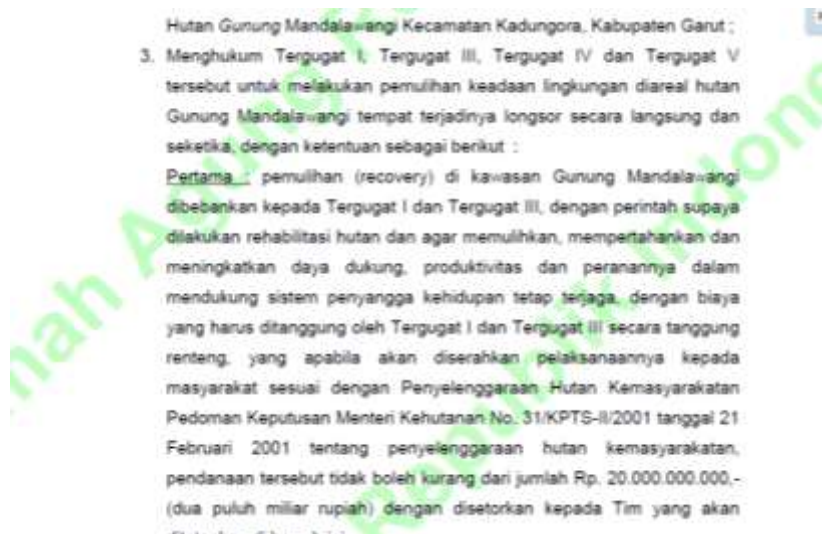 Hutan Gunung Mandalawangi Kecamatan Kadungora, Kabupaten Garut ;
3. Menghukum Tergugat I, Tergugat III, Tergugat IV dan Tergugat V
tersebut untuk melakukan pemulihan keadaan lingkungan diareal hutan
Gunung Mandalawangi tempat terjadinya longsor secara langsung dan
seketika, dengan ketentuan sebagai berikut :
Pertama : pemulihan (recovery) di kawasan Gunung Mandalawangi
dibebankan kepada Tergugat I dan Tergugat III, dengan perintah supaya
dilakukan rehabilitasi hutan dan agar memulihkan, mempertahankan dan
meningkatkan daya dukung, produktivitas dan peranannya dalam
mendukung sistem penyangga kehidupan tetap terjaga, dengan biaya
yang harus ditanggung oleh Tergugat I dan Tergugat III secara tanggung
renteng, yang apabila akan diserahkan pelaksanaannya kepada
masyarakat sesuai dengan Penyelenggaraan Hutan Kemasyarakatan
Pedoman Keputusan Menteri Kehutanan No. 31/KPTS-II/2001 tanggal 21
Februari 2001 tentang penyelenggaraan hutan kemasyarakatan,
pendanaan tersebut tidak boleh kurang dari jumlah Rp. 20.000.000.000,-
(dua puluh miliar rupiah) dengan disetorkan kepada Tim yang akan